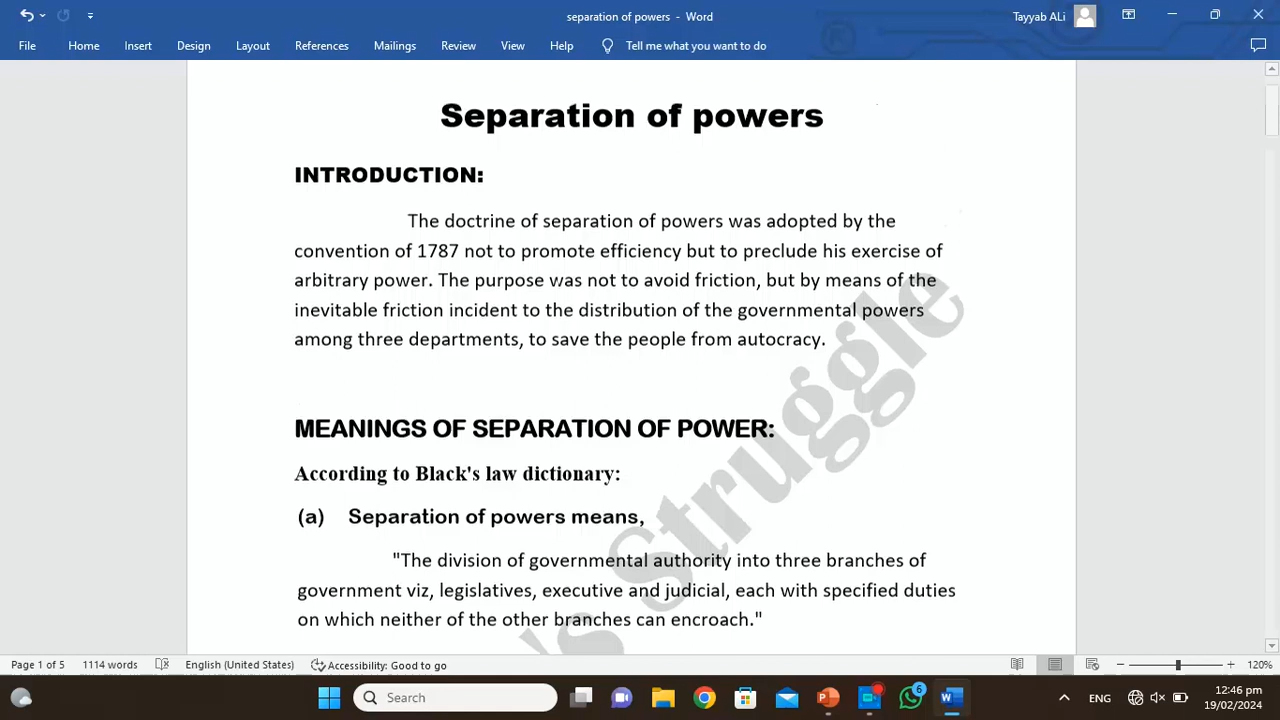 separation of powers - Word
Tayyab ALi
File Home Insert Design Layout References Mailings Review View Help Tell me what you want to do
Separation of powers
INTRODUCTION:
The doctrine of separation of powers was adopted by the
convention of 1787 not to promote efficiency but to preclude his exercise of
arbitrary power. The purpose was not to avoid friction, but by means of the
inevitable friction incident to the distribution of the governmental powers
among three departments, to save the people from autocracy.
MEANINGS OF SEPARATION OF POWER:
According to Black's law dictionary:
(a) Separation of powers means,
"The division of governmental authority into three branches of
government viz, legislatives, executive and judicial, each with specified duties
on which neither of the other branches can encroach."
's Struggle
Page 1 of 5 1114 words English (United States) Accessibility: Good to go 120%
Search 6 ENG 12:46 pm
19/02/2024